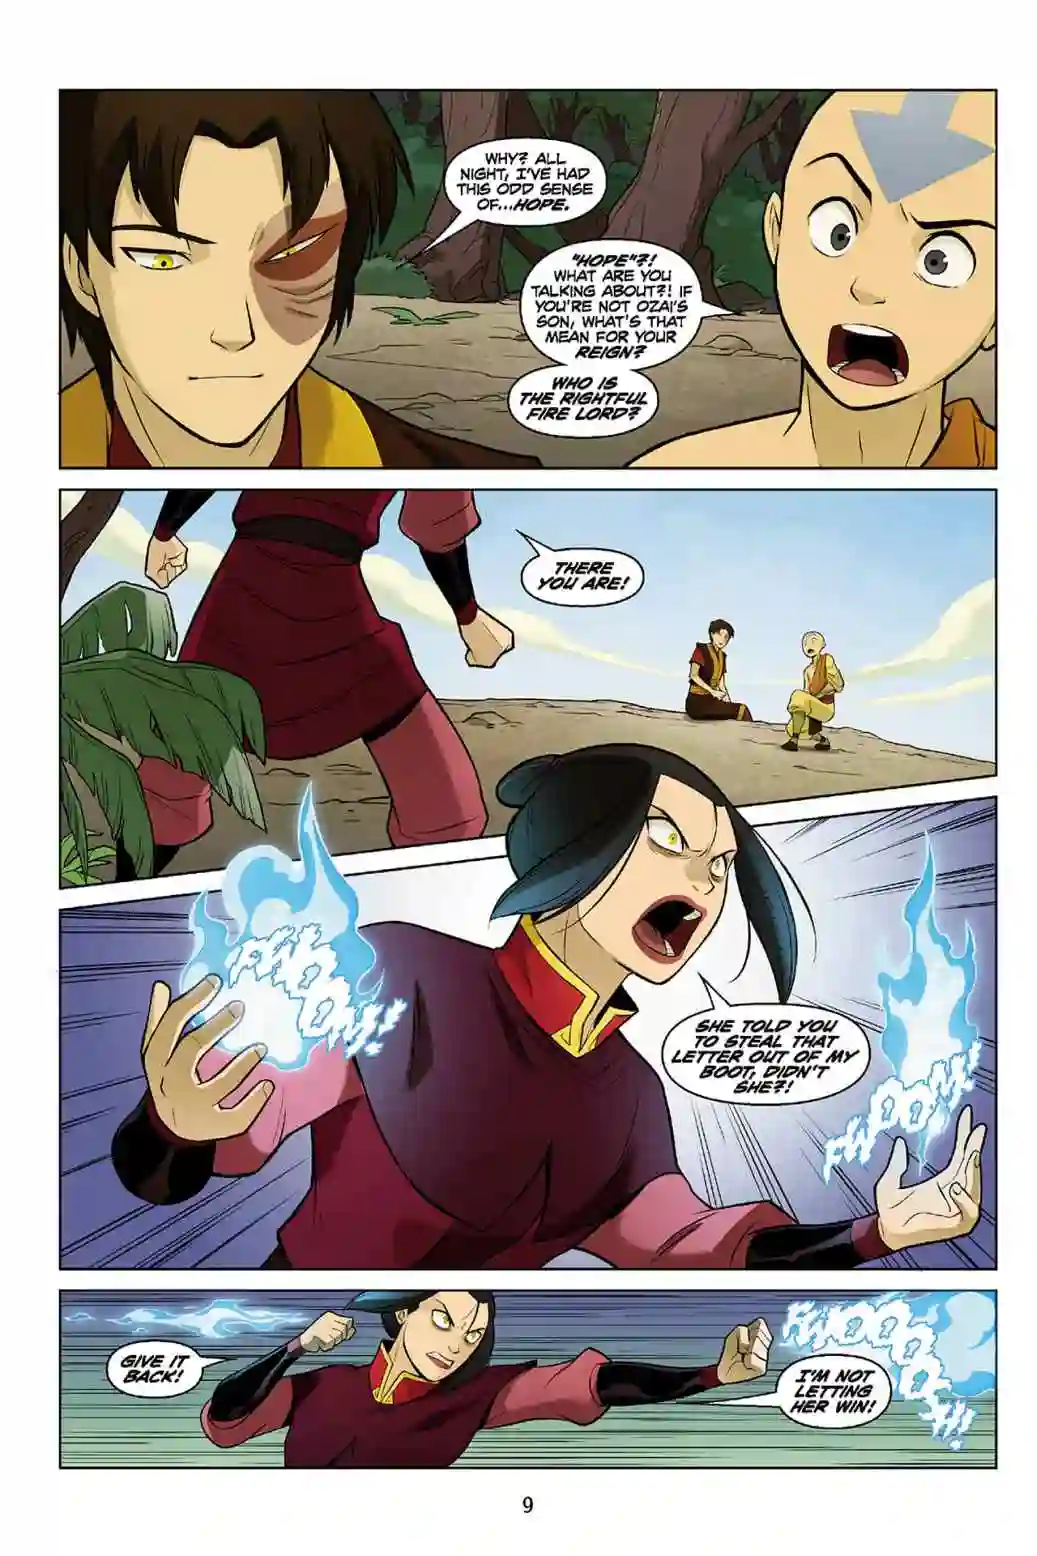 WHY? ALL
NIGHT, I'VE HAD
THIS ODD SENSE
OF...HOPE.
"HOPE"?!
WHAT ARE YOU
TALKING ABOUT?! IF
YOU'RE NOT OZAI'S
SON, WHAT'S THAT
MEAN FOR YOUR
REIGN?
WHO IS
THE RIGHTFUL
FIRE LORD?
THERE
YOU ARE!
FWOOM!
SHE TOLD YOU
TO STEAL THAT
LETTER OUT OF MY
BOOT, DIDN'T
SHE?!
FWOOM!
GIVE IT
BACK!
FWOOOOSH!
I'M NOT
LETTING
HER WIN!
9